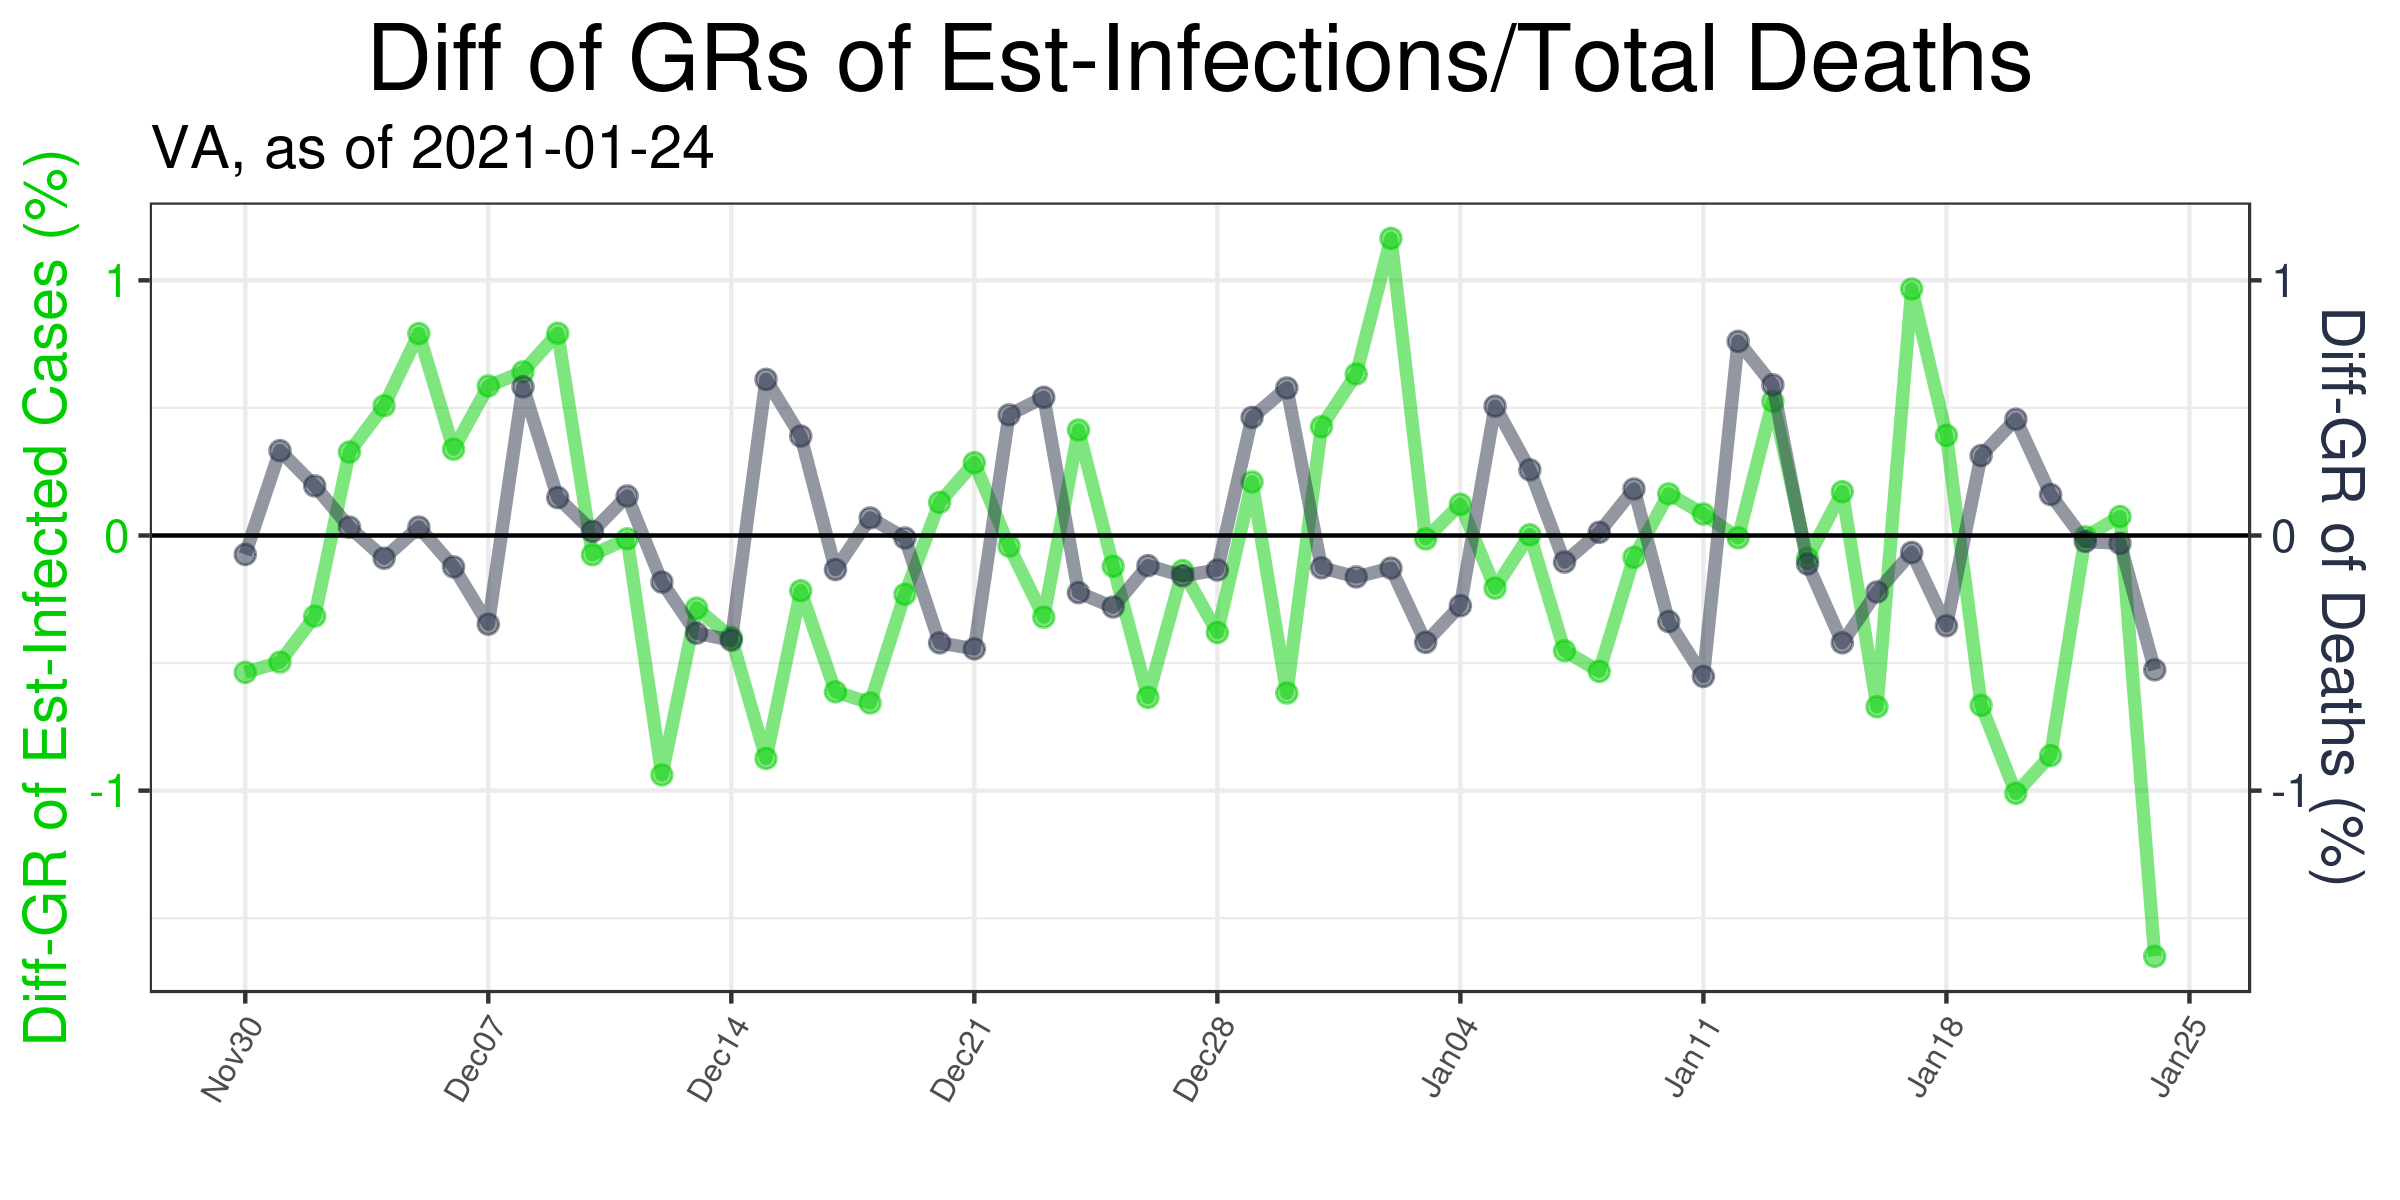 Diff of GRs of Est-Infections/Total Deaths
VA, as of 2021-01-24
Diff-GR of Est-Infected Cases (%)
1
0
-1
1
0
-1
Diff-GR of Deaths (%)
Nov30
Dec07
Dec14
Dec21
Dec28
Jan04
Jan11
Jan18
Jan25